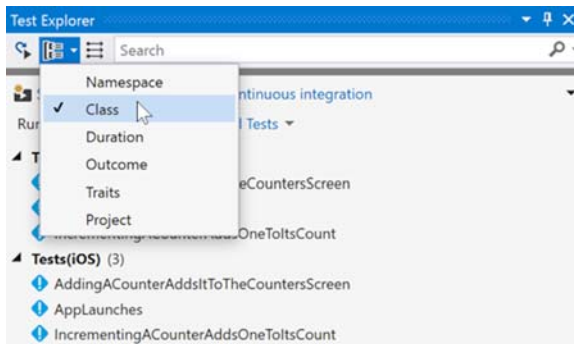 Test Explorer
Search
Namespace
ntinuous integration
Class
Run
Tests
Duration
Outcome
eCountersScreen
Traits
Project
IncrementingACounterAddsOneToItsCount
Tests(iOS) (3)
AddingACounterAddsItToTheCountersScreen
AppLaunches
IncrementingACounterAddsOneToItsCount